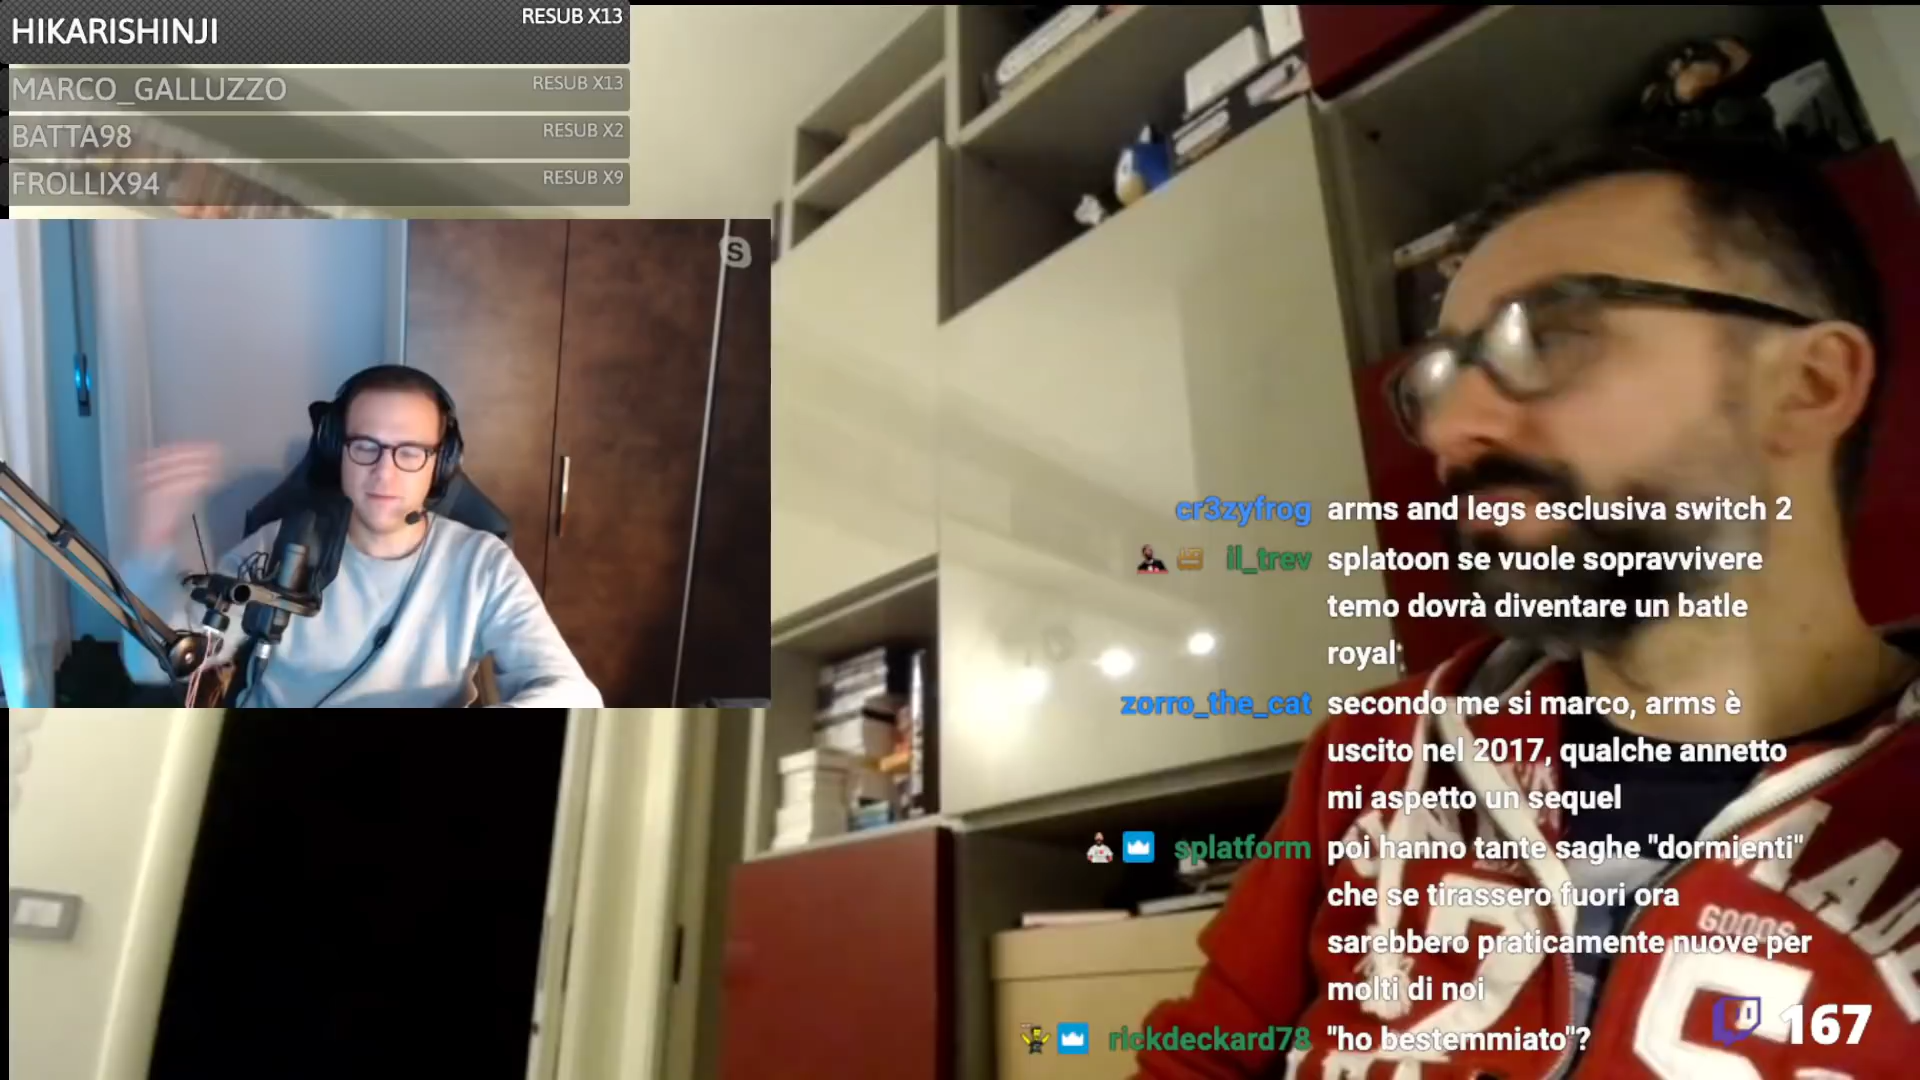 HIKARISHINJI RESUB X13
MARCO_GALLUZZO RESUB X13
BATTA98 RESUB X2
FROLLIX94 RESUB X9
S
cr3zyfrog arms and legs esclusiva switch 2
il_trev splatoon se vuole sopravvivere
temo dovrà diventare un batle
royal
zorro_the_cat secondo me si marco, arms è
uscito nel 2017, qualche annetto
mi aspetto un sequel
splatform poi hanno tante saghe "dormienti"
che se tirassero fuori ora
sarebbero praticamente nuove per
molti di noi
rickdeckard78 "ho bestemmiato"?
GOODS
167